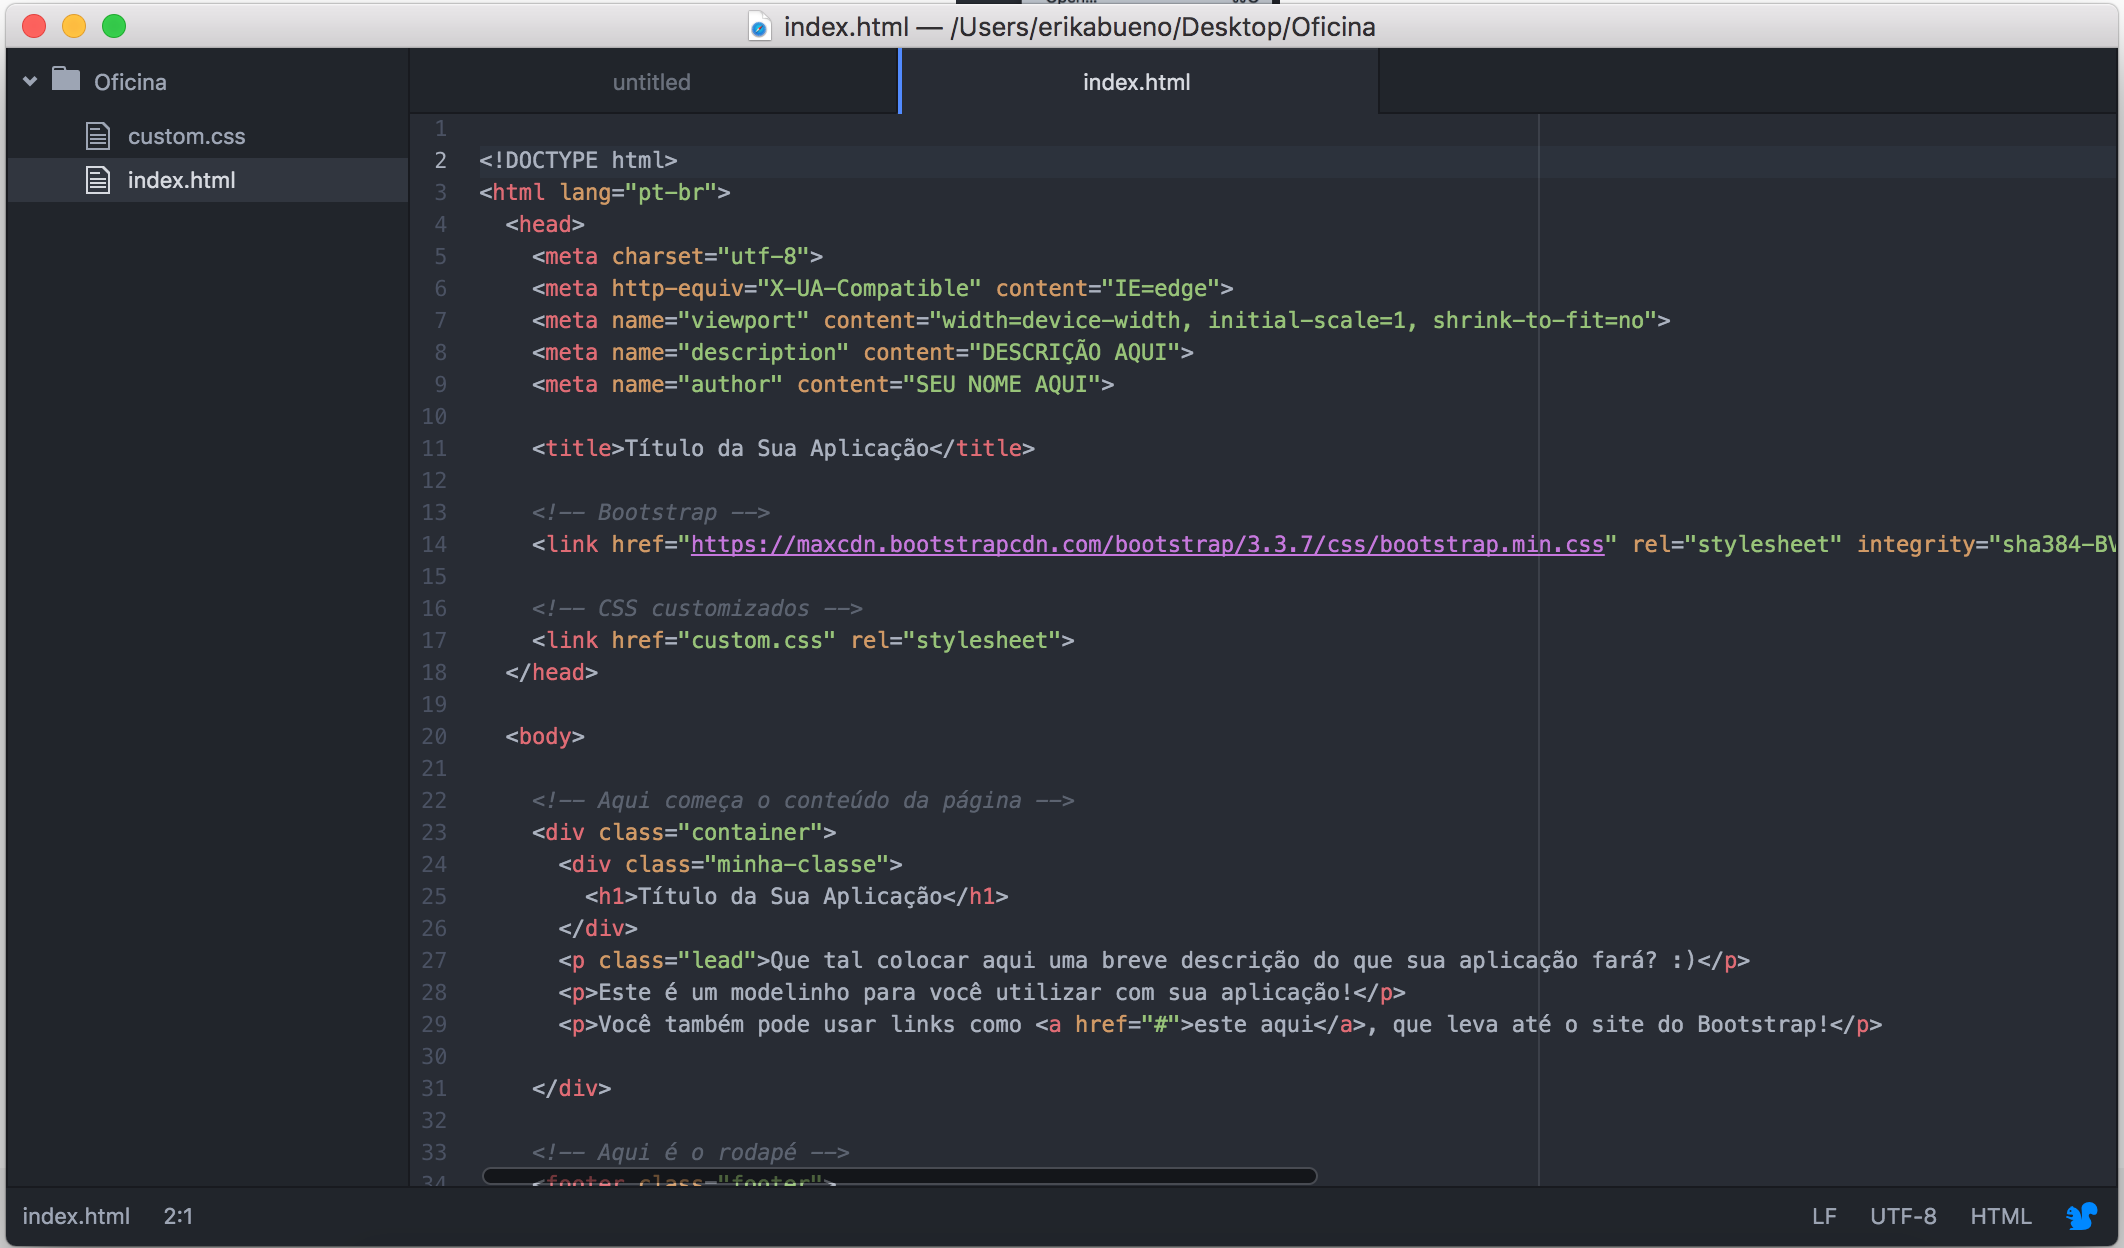 index.html — /Users/erikabueno/Desktop/Oficina
Oficina
custom.css
index.html
untitled
index.html
1
2 <!DOCTYPE html>
3 <html lang="pt-br">
4 <head>
5 <meta charset="utf-8">
6 <meta http-equiv="X-UA-Compatible" content="IE=edge">
7 <meta name="viewport" content="width=device-width, initial-scale=1, shrink-to-fit=no">
8 <meta name="description" content="DESCRIÇÃO AQUI">
9 <meta name="author" content="SEU NOME AQUI">
10
11 <title>Título da Sua Aplicação</title>
12
13 <!-- Bootstrap -->
14 <link href="https://maxcdn.bootstrapcdn.com/bootstrap/3.3.7/css/bootstrap.min.css" rel="stylesheet" integrity="sha384-BV
15
16 <!-- CSS customizados -->
17 <link href="custom.css" rel="stylesheet">
18 </head>
19
20 <body>
21
22 <!-- Aqui começa o conteúdo da página -->
23 <div class="container">
24 <div class="minha-classe">
25 <h1>Título da Sua Aplicação</h1>
26 </div>
27 <p class="lead">Que tal colocar aqui uma breve descrição do que sua aplicação fará? :)</p>
28 <p>Este é um modelinho para você utilizar com sua aplicação!</p>
29 <p>Você também pode usar links como <a href="#">este aqui</a>, que leva até o site do Bootstrap!</p>
30
31 </div>
32
33 <!-- Aqui é o rodapé -->
34 <footer class="footer">
index.html 2:1
LF UTF-8 HTML